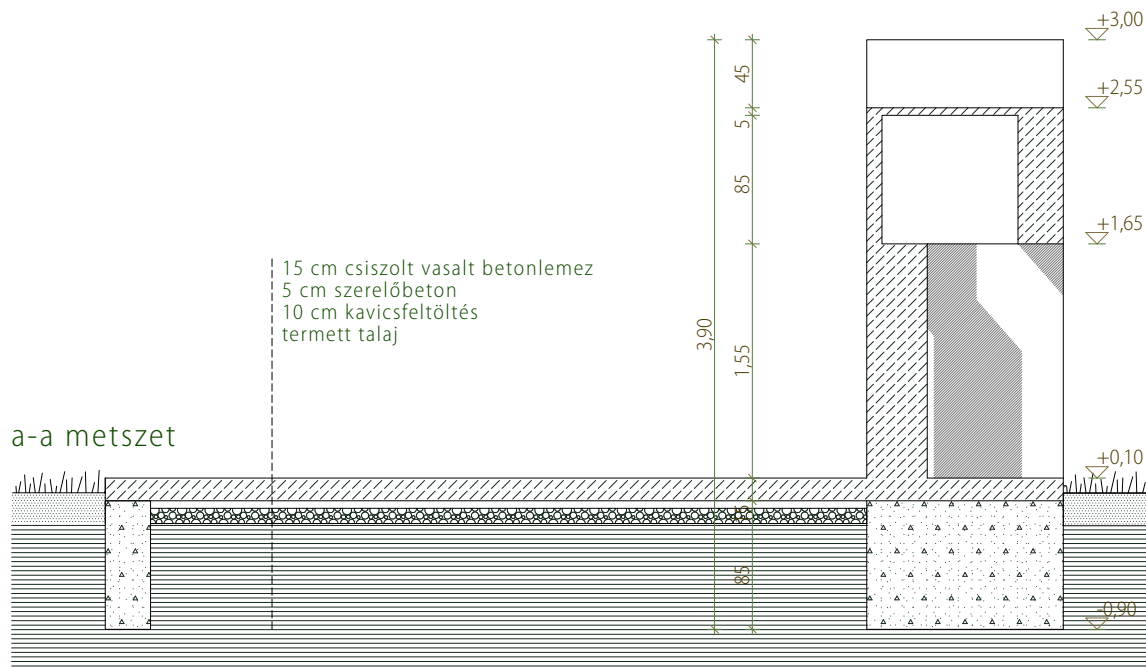 +3,00
45
+2,55
5
85
+1,65
15 cm csiszolt vasalt betonlemez
5 cm szerelőbeton
10 cm kavicsfeltöltés
termett talaj
3,90
1,55
a-a metszet
+0,10
15
85
-0,90